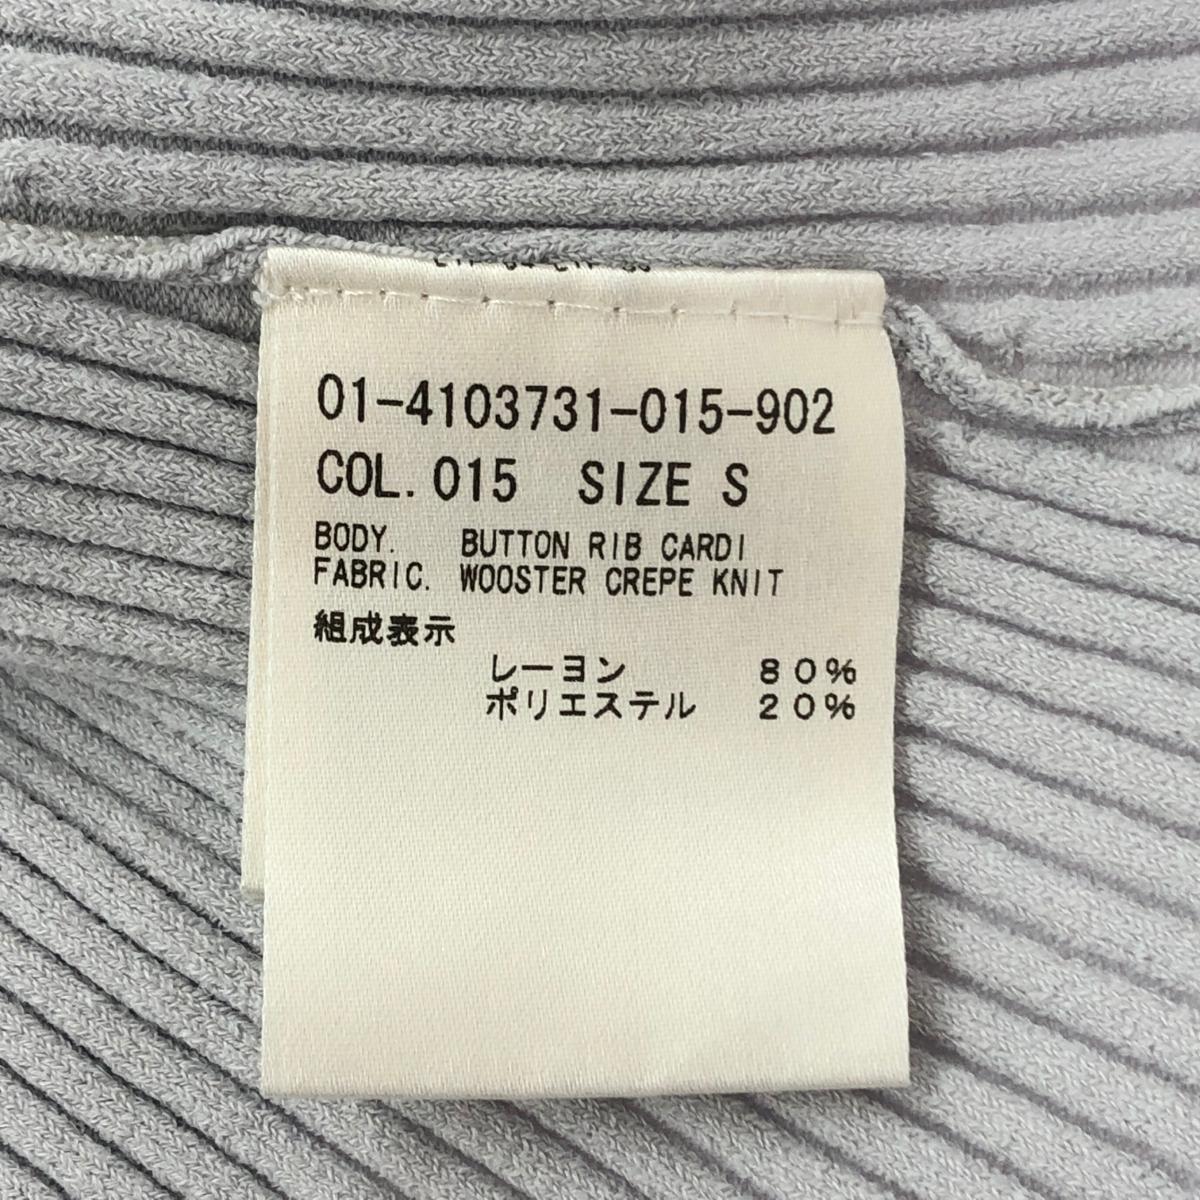 01-4103731-015-902
COL. 015 SIZE S
BODY. BUTTON RIB CARDI
FABRIC. WOOSTER CREPE KNIT
組成表示
レーヨン ８０％
ポリエステル ２０％